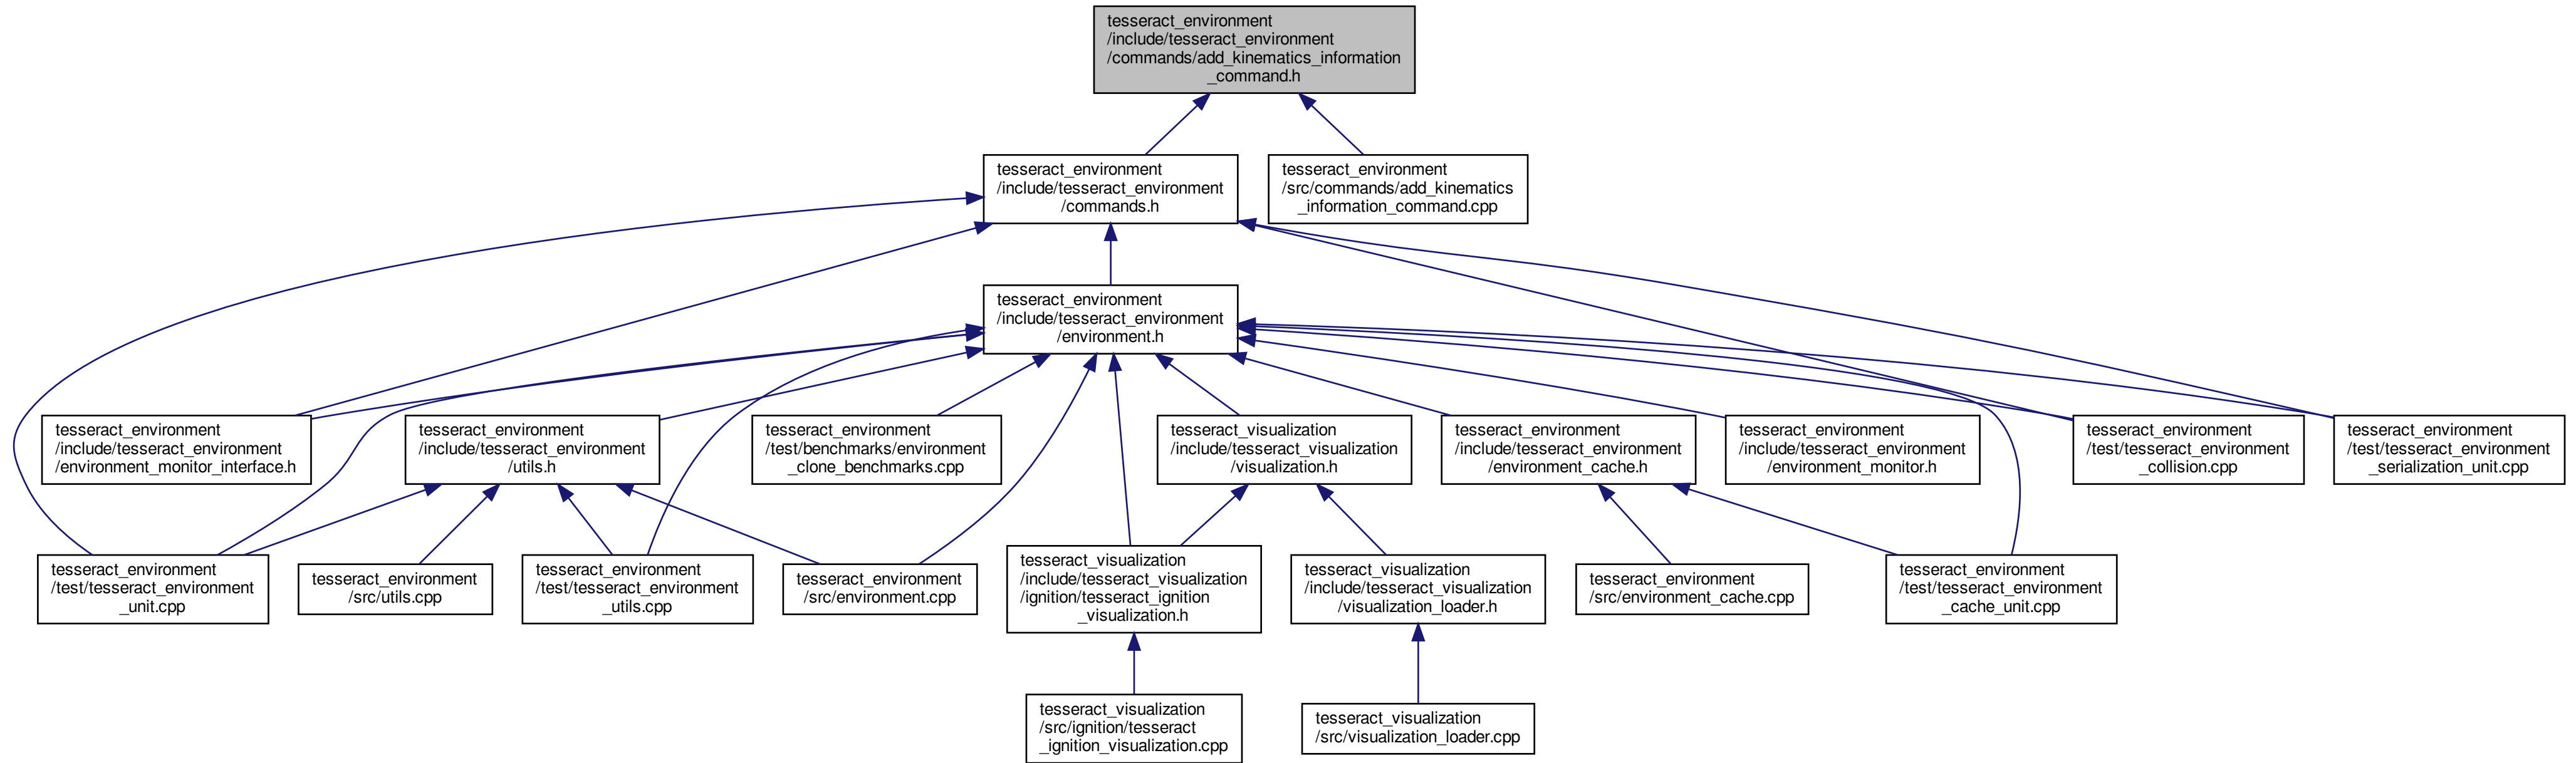 tesseract_environment
/include/tesseract_environment
/commands/add_kinematics_information
_command.h
tesseract_environment
/include/tesseract_environment
/commands.h
tesseract_environment
/src/commands/add_kinematics
_information_command.cpp
tesseract_environment
/include/tesseract_environment
/environment.h
tesseract_environment
/include/tesseract_environment
/environment_monitor_interface.h
tesseract_environment
/include/tesseract_environment
/utils.h
tesseract_environment
/test/benchmarks/environment
_clone_benchmarks.cpp
tesseract_visualization
/include/tesseract_visualization
/visualization.h
tesseract_environment
/include/tesseract_environment
/environment_cache.h
tesseract_environment
/include/tesseract_environment
/environment_monitor.h
tesseract_environment
/test/tesseract_environment
_collision.cpp
tesseract_environment
/test/tesseract_environment
_serialization_unit.cpp
tesseract_environment
/test/tesseract_environment
_unit.cpp
tesseract_environment
/src/utils.cpp
tesseract_environment
/test/tesseract_environment
_utils.cpp
tesseract_environment
/src/environment.cpp
tesseract_visualization
/include/tesseract_visualization
/ignition/tesseract_ignition
_visualization.h
tesseract_visualization
/include/tesseract_visualization
/visualization_loader.h
tesseract_environment
/src/environment_cache.cpp
tesseract_environment
/test/tesseract_environment
_cache_unit.cpp
tesseract_visualization
/src/ignition/tesseract
_ignition_visualization.cpp
tesseract_visualization
/src/visualization_loader.cpp